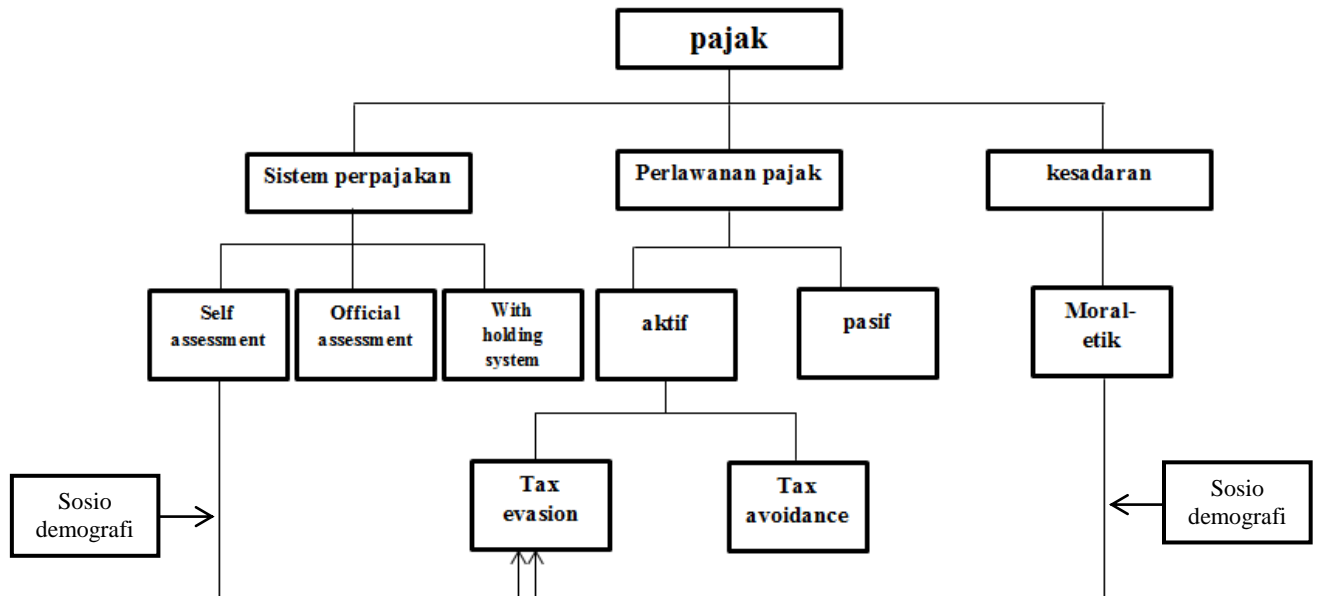 pajak
Sistem perpajakan
Perlawanan pajak
kesadaran
Self
assessment
Official
assessment
With
holding
system
aktif
pasif
Moral-
etik
Sosio
demografi
Tax
evasion
Tax
avoidance
Sosio
demografi